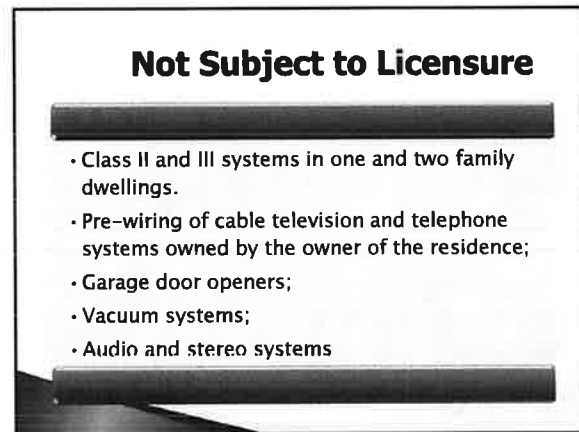 Not Subject to Licensure
· Class II and III systems in one and two family
dwellings.
· Pre-wiring of cable television and telephone
systems owned by the owner of the residence;
· Garage door openers;
· Vacuum systems;
· Audio and stereo systems